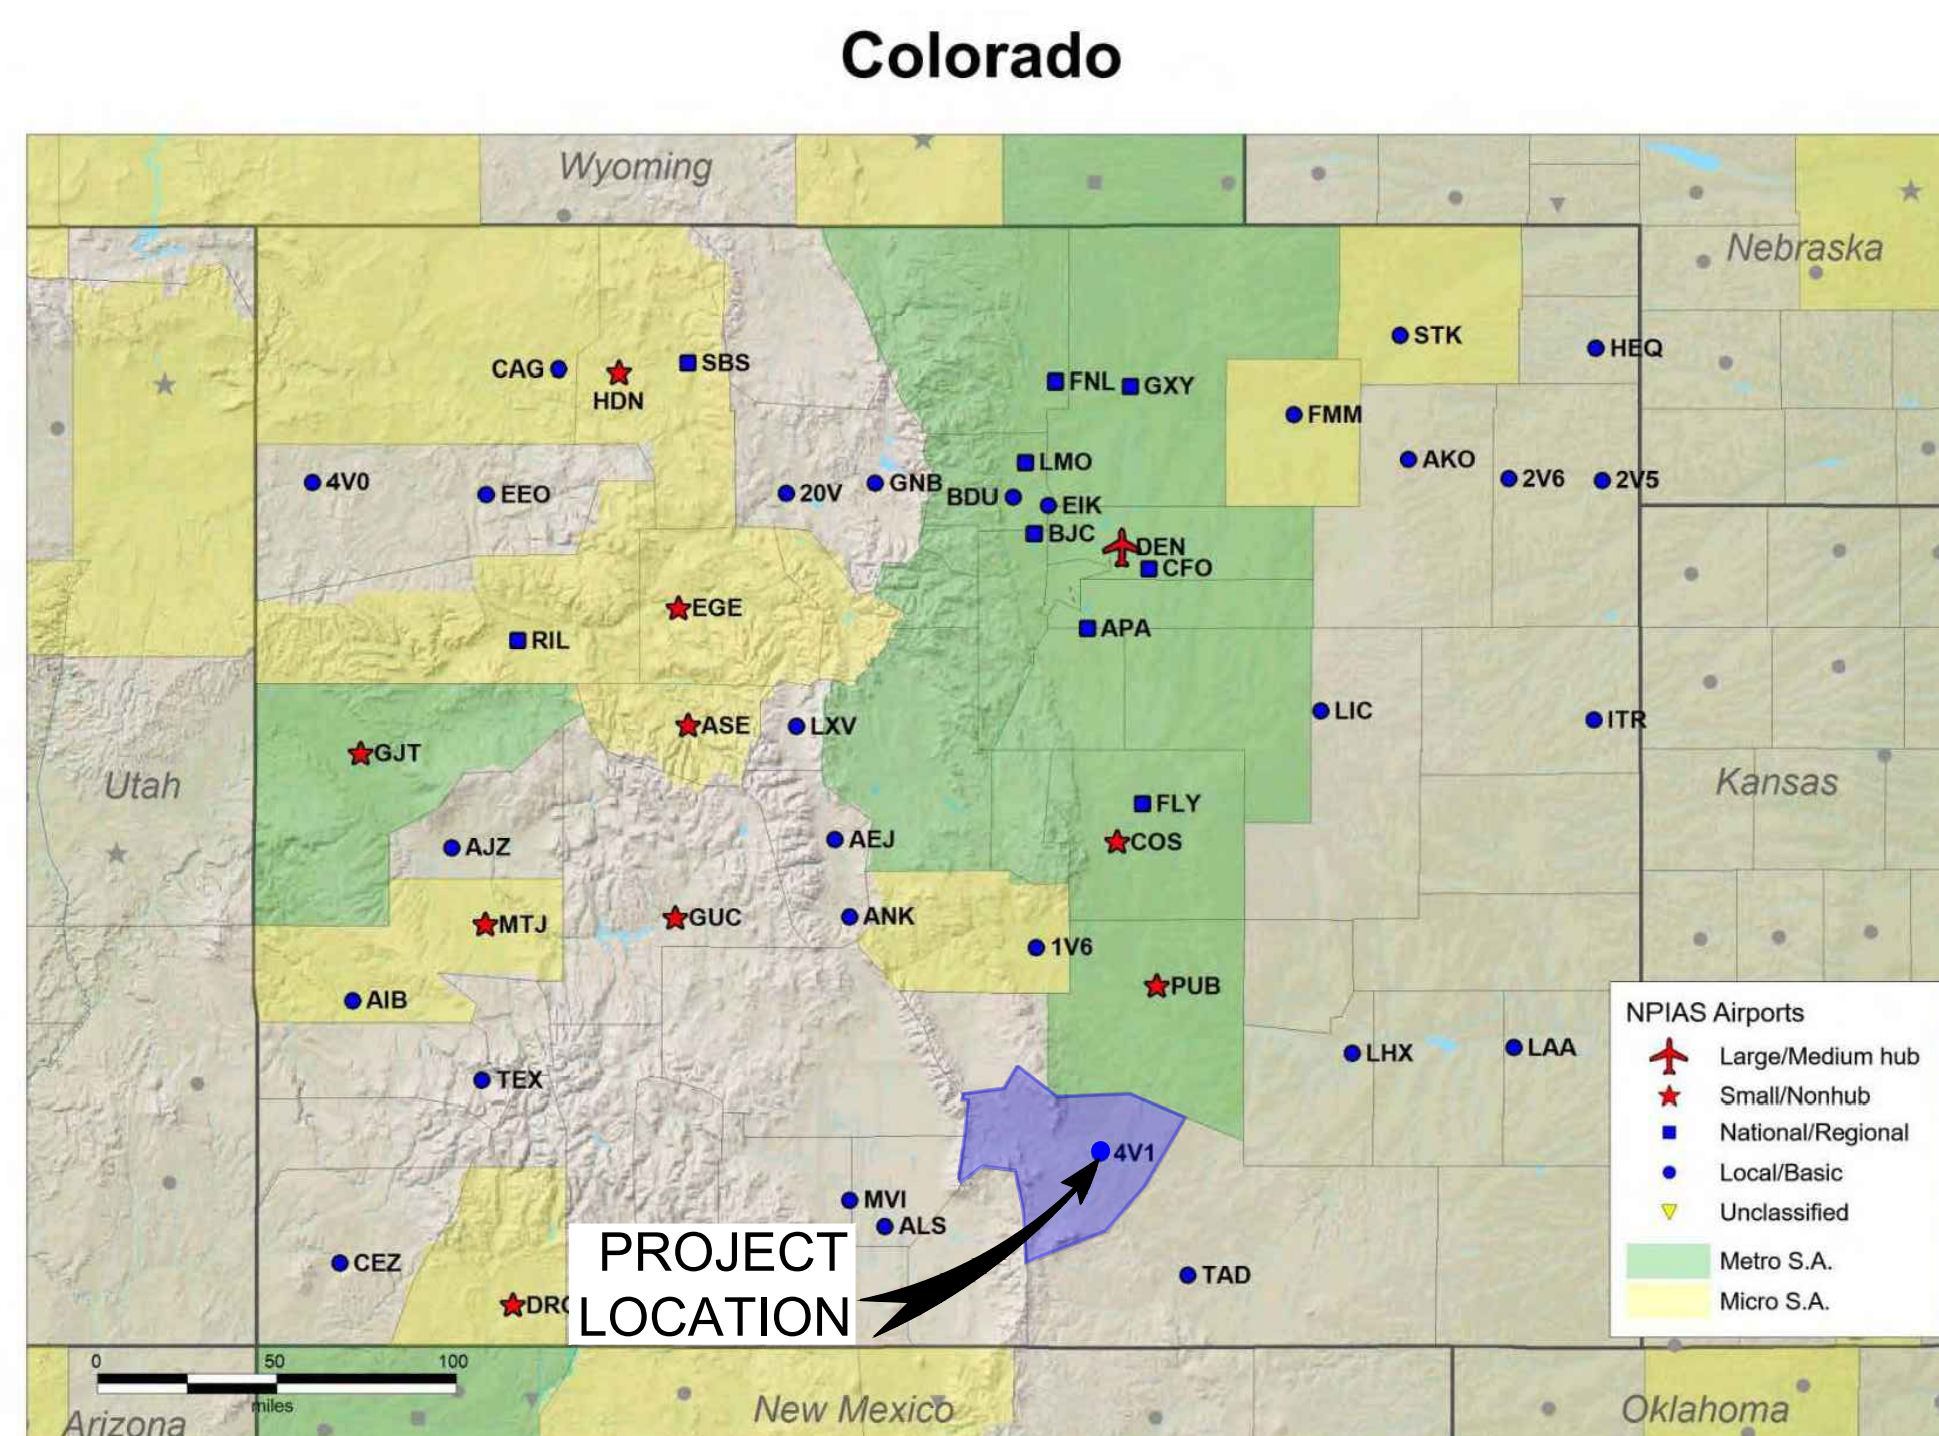 Colorado
Wyoming
Nebraska
STK
HEQ
CAG
HDN
SBS
FNL
GXY
FMM
4V0
EEO
20V
GNB
LMO
BDU
EIK
BJC
DEN
CFO
AKO
2V6
2V5
EGE
RIL
APA
ASE
LXV
LIC
ITR
GJT
Utah
Kansas
FLY
COS
AJZ
AEJ
MTJ
GUC
ANK
1V6
AIB
PUB
TEX
LHX
LAA
4V1
MVI
ALS
CEZ
TAD
DRO
PROJECT
LOCATION
NPIAS Airports
Large/Medium hub
Small/Nonhub
National/Regional
Local/Basic
Unclassified
Metro S.A.
Micro S.A.
0 50 100
miles
Arizona
New Mexico
Oklahoma